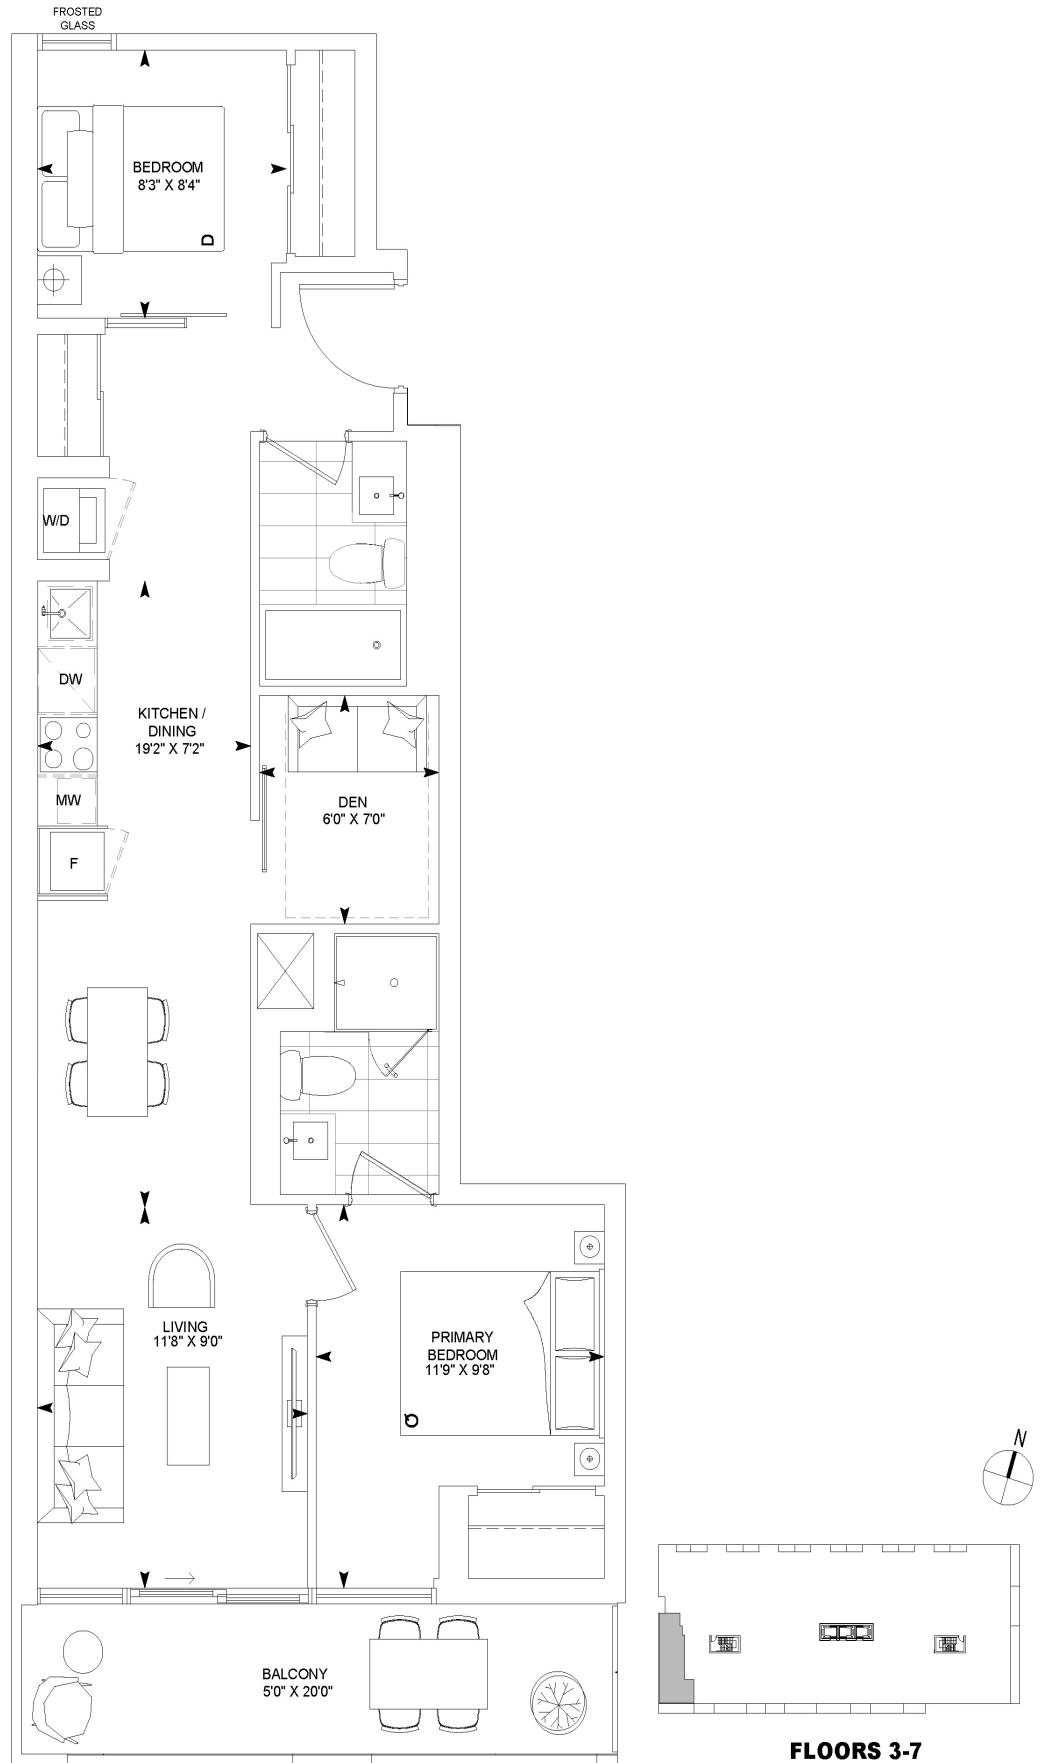 FROSTED
GLASS
BEDROOM
8'3" X 8'4"
D
W/D
DW
KITCHEN /
DINING
19'2" X 7'2"
MW
DEN
6'0" X 7'0"
F
LIVING
11'8" X 9'0"
PRIMARY
BEDROOM
11'9" X 9'8"
Q
N
BALCONY
5'0" X 20'0"
FLOORS 3-7